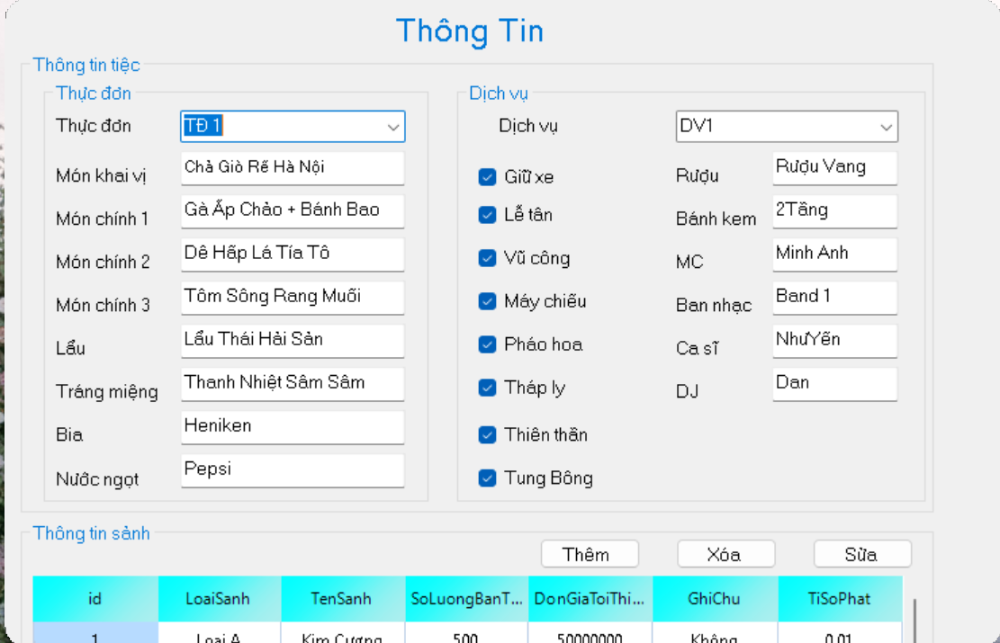 Thông Tin
Thông tin tiệc
Thực đơn
Thực đơn TĐ 1
Món khai vị Chả Giò Rế Hà Nội
Món chính 1 Gà Ấp Chảo + Bánh Bao
Món chính 2 Dê Hấp Lá Tía Tô
Món chính 3 Tôm Sông Rang Muối
Lẩu Lẩu Thái Hải Sản
Tráng miệng Thanh Nhiệt Sâm Sâm
Bia Heniken
Nước ngọt Pepsi
Dịch vụ
Dịch vụ DV1
Giữ xe Rượu Rượu Vang
Lễ tân Bánh kem 2Tầng
Vũ công MC Minh Anh
Máy chiếu Ban nhạc Band 1
Pháo hoa Ca sĩ NhưYến
Tháp ly DJ Dan
Thiên thần
Tung Bông
Thông tin sảnh
Thêm Xóa Sửa
id LoaiSanh TenSanh SoLuongBanT... DonGiaToiThi... GhiChu TiSoPhat
1 Loại A Kim Cương 500 50000000 Không 0.01